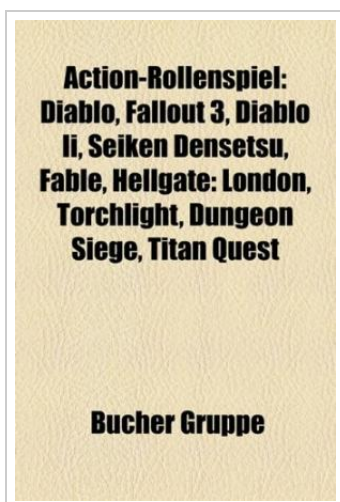 Action-Rollenspiel:
Diablo, Fallout 3, Diablo
Ii, Seiken Densetsu,
Fable, Hellgate: London,
Torchlight, Dungeon
Siege, Titan Quest
Bucher Gruppe